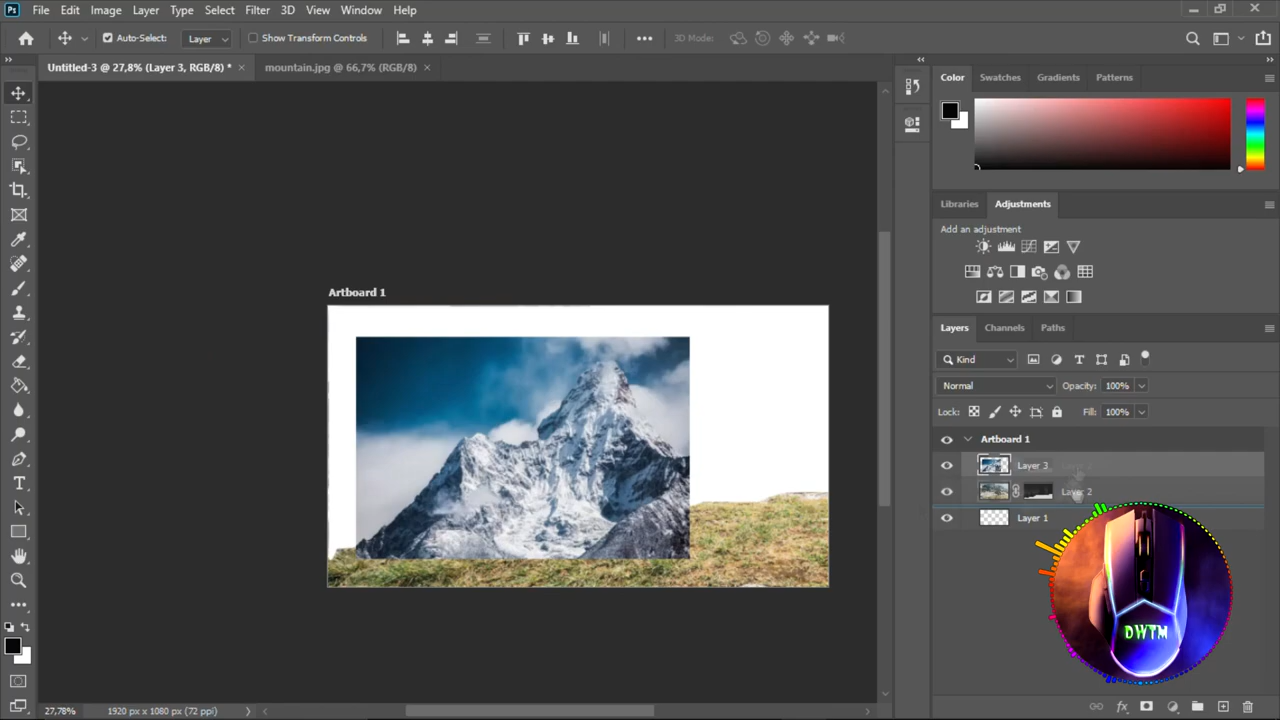 Ps File Edit Image Layer Type Select Filter 3D View Window Help
Auto-Select: Layer Show Transform Controls 3D Mode:
Untitled-3 @ 27,8% (Layer 3, RGB/8) * mountain.jpg @ 66,7% (RGB/8)
Color Swatches Gradients Patterns
Libraries Adjustments
Add an adjustment
Artboard 1
Layers Channels Paths
Kind
Normal Opacity: 100%
Lock: Fill: 100%
Artboard 1
Layer 3
Layer 2
Layer 1
DWTM
27,78% 1920 px x 1080 px (72 ppi)